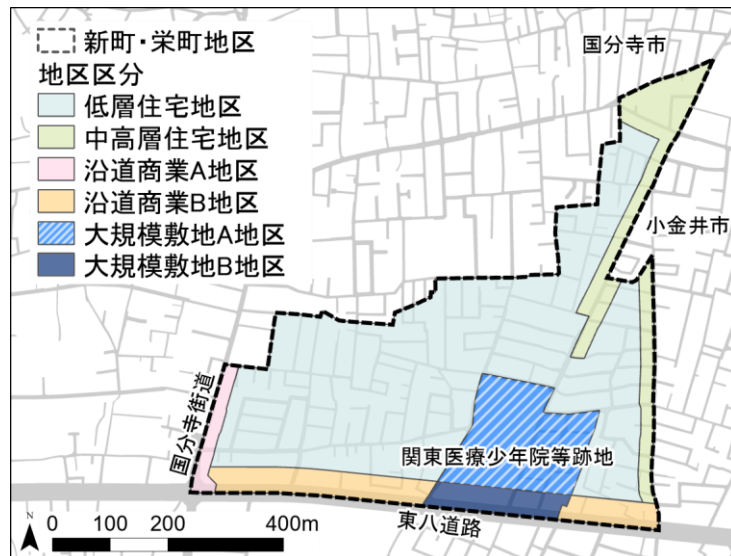 新町・栄町地区
地区区分
低層住宅地区
中高層住宅地区
沿道商業A地区
沿道商業B地区
大規模敷地A地区
大規模敷地B地区
国分寺市
小金井市
国分寺街道
関東医療少年院等跡地
東八道路
N
0 100 200 400m